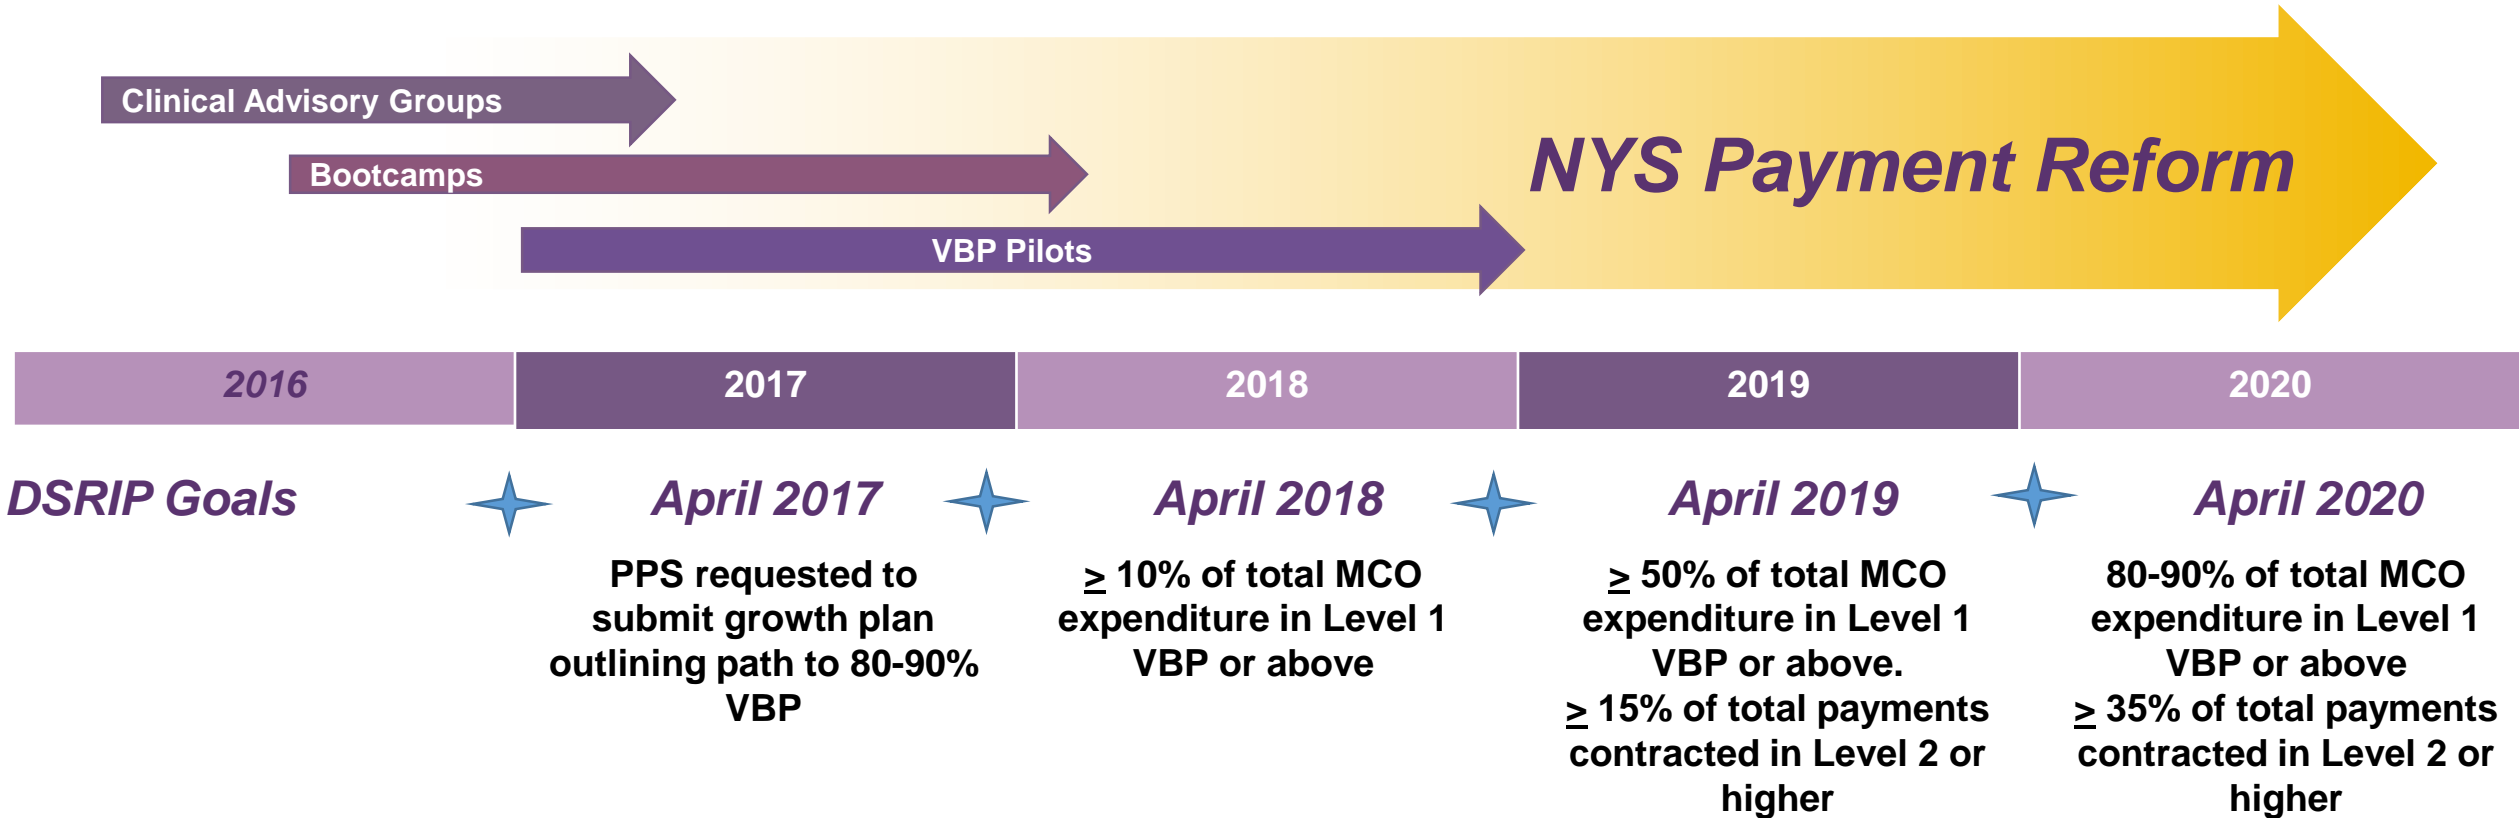 Clinical Advisory Groups
Bootcamps
VBP Pilots
NYS Payment Reform
2016
2017
2018
2019
2020
DSRIP Goals
April 2017
PPS requested to
submit growth plan
outlining path to 80-90%
VBP
April 2018
≥ 10% of total MCO
expenditure in Level 1
VBP or above
April 2019
≥ 50% of total MCO
expenditure in Level 1
VBP or above.
≥ 15% of total payments
contracted in Level 2 or
higher
April 2020
80-90% of total MCO
expenditure in Level 1
VBP or above
≥ 35% of total payments
contracted in Level 2 or
higher